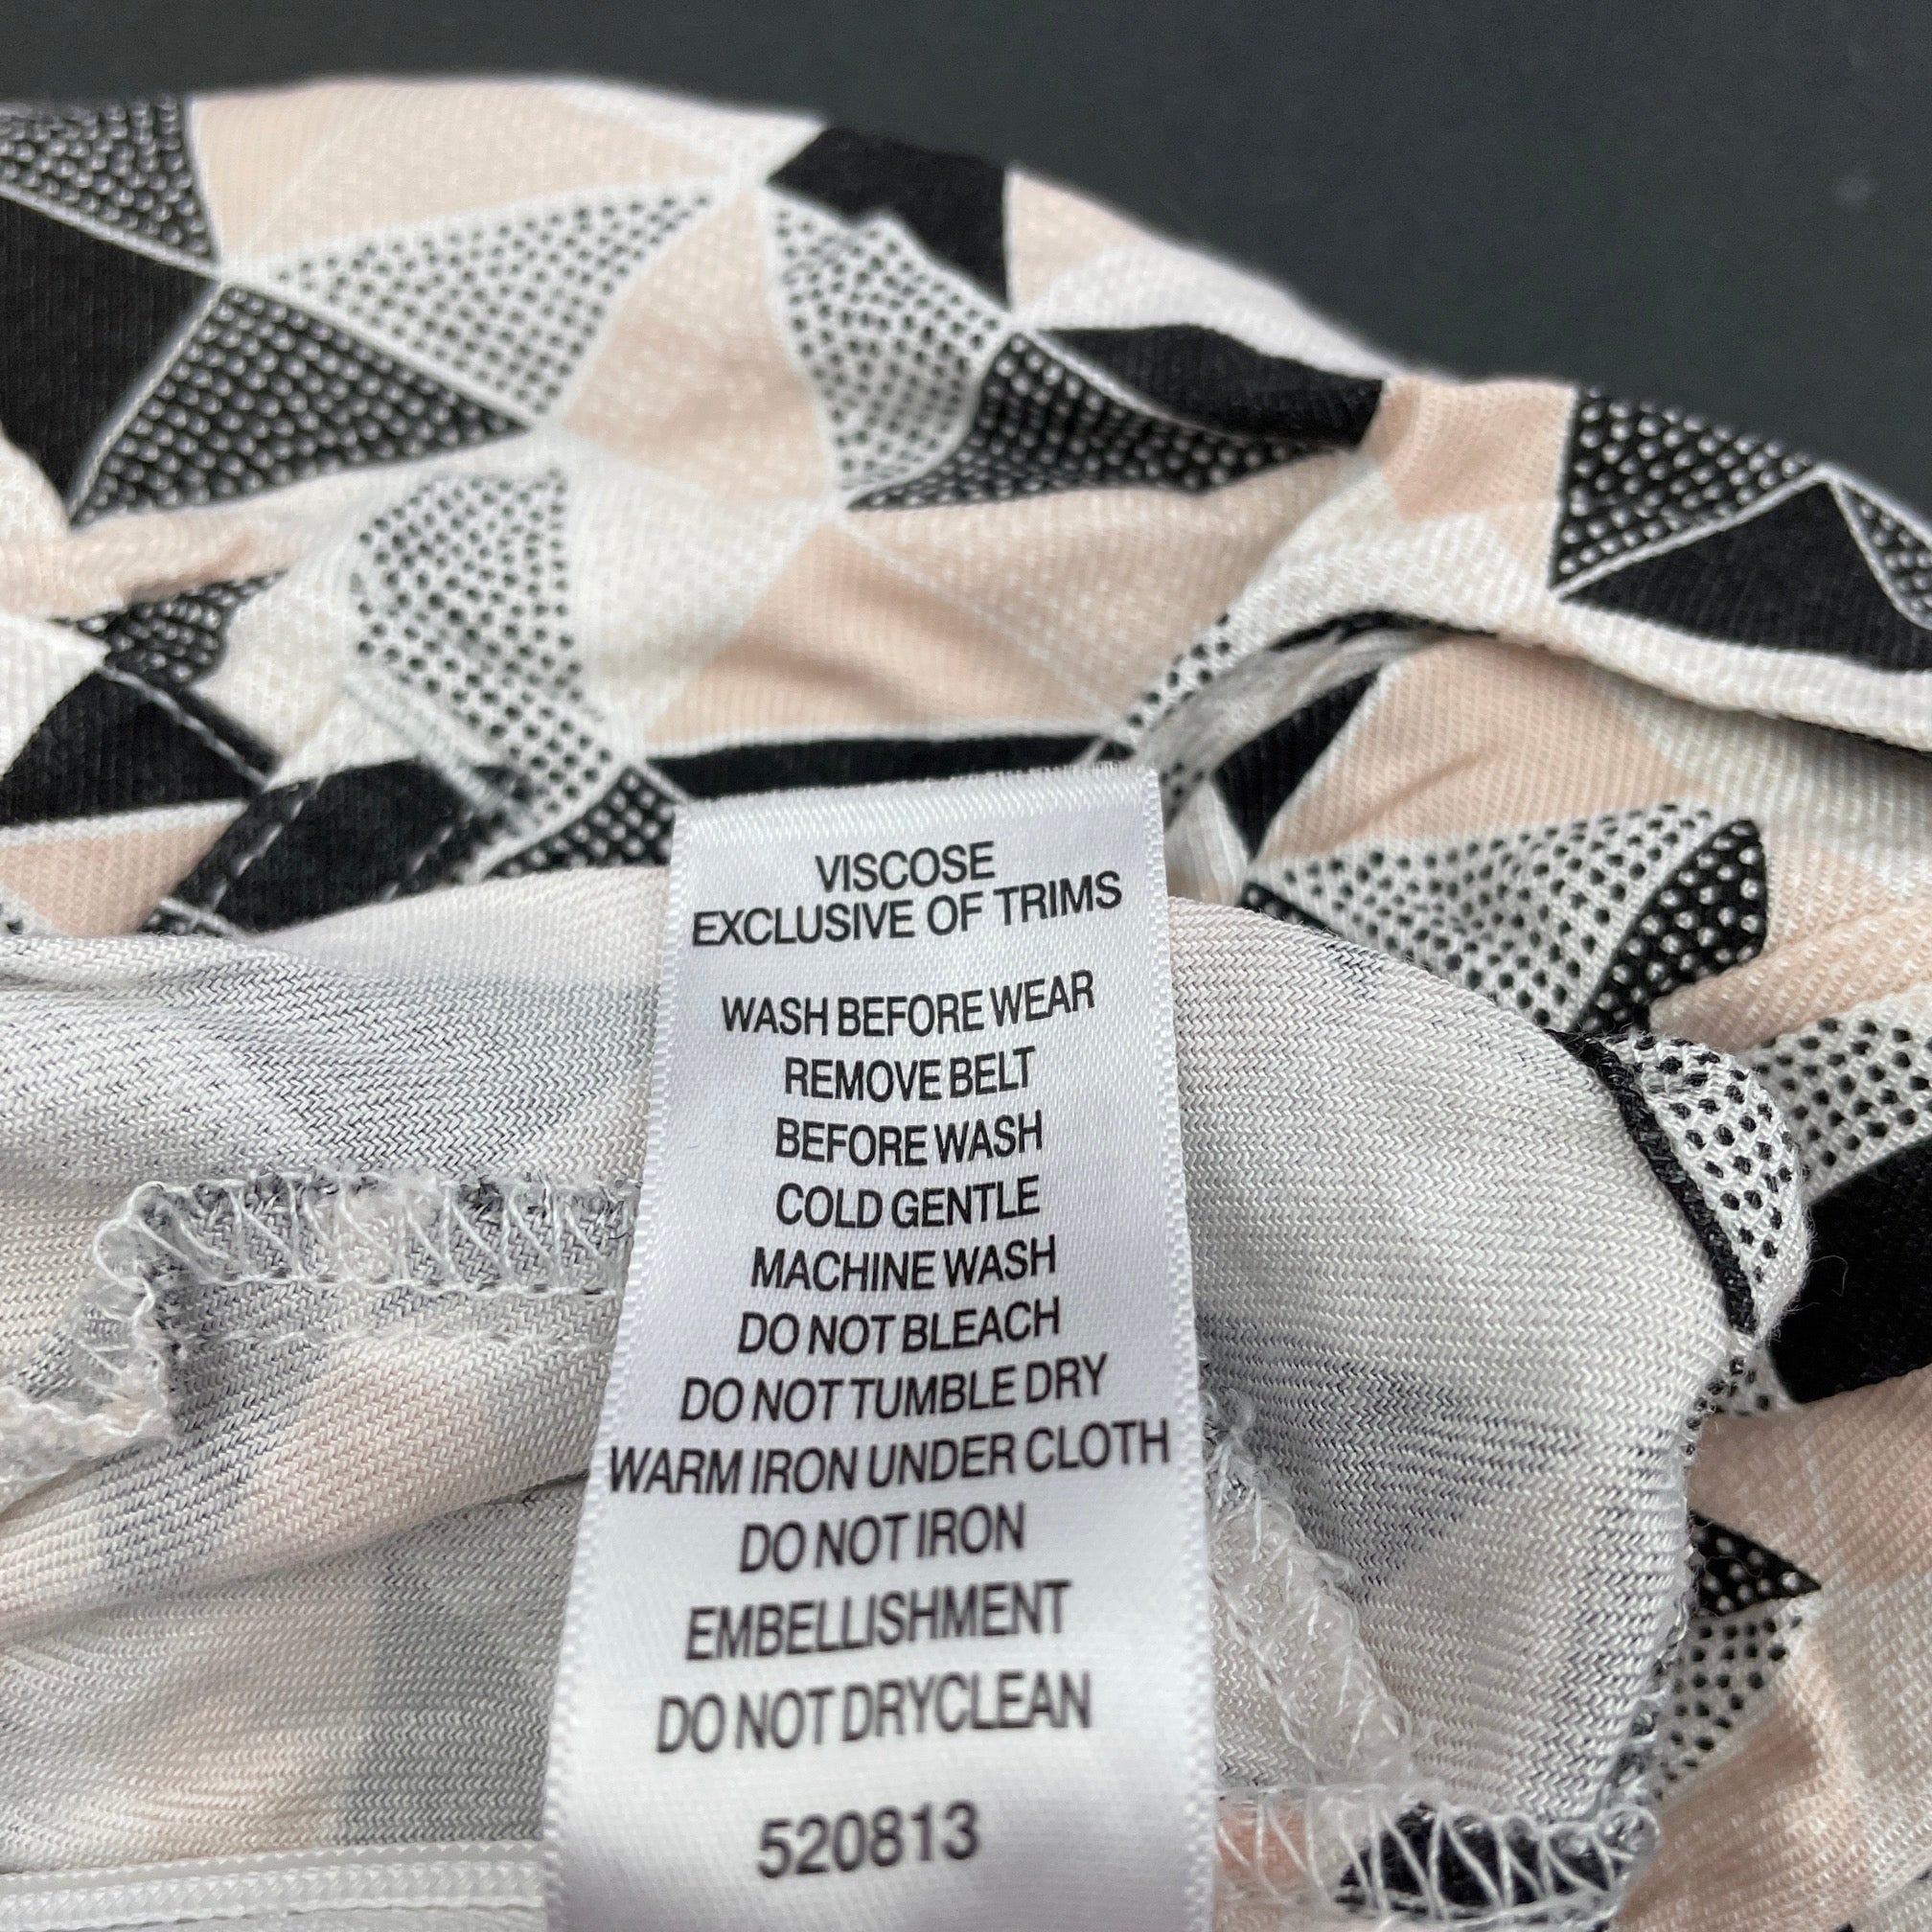 VISCOSE
EXCLUSIVE OF TRIMS
WASH BEFORE WEAR
REMOVE BELT
BEFORE WASH
COLD GENTLE
MACHINE WASH
DO NOT BLEACH
DO NOT TUMBLE DRY
WARM IRON UNDER CLOTH
DO NOT IRON
EMBELLISHMENT
DO NOT DRYCLEAN
520813